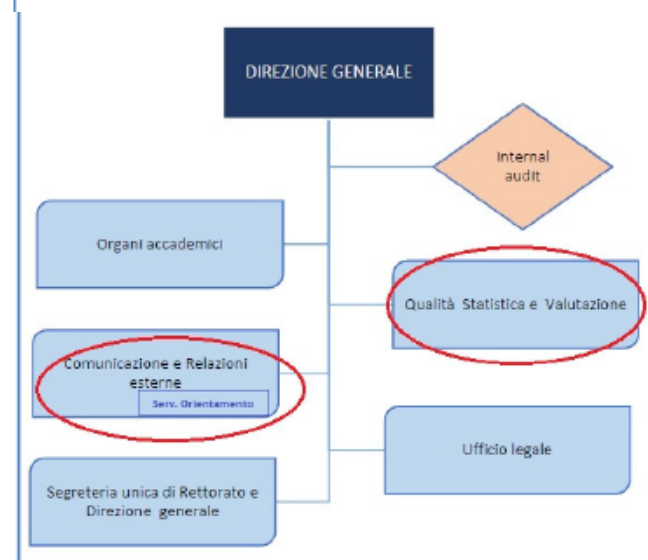 DIREZIONE GENERALE
Internal
audit
Organi accademici
Qualità Statistica e Valutazione
Comunicazione e Relazioni
esterne
Serv. Orientamento
Ufficio legale
Segreteria unica di Rettorato e
Direzione generale